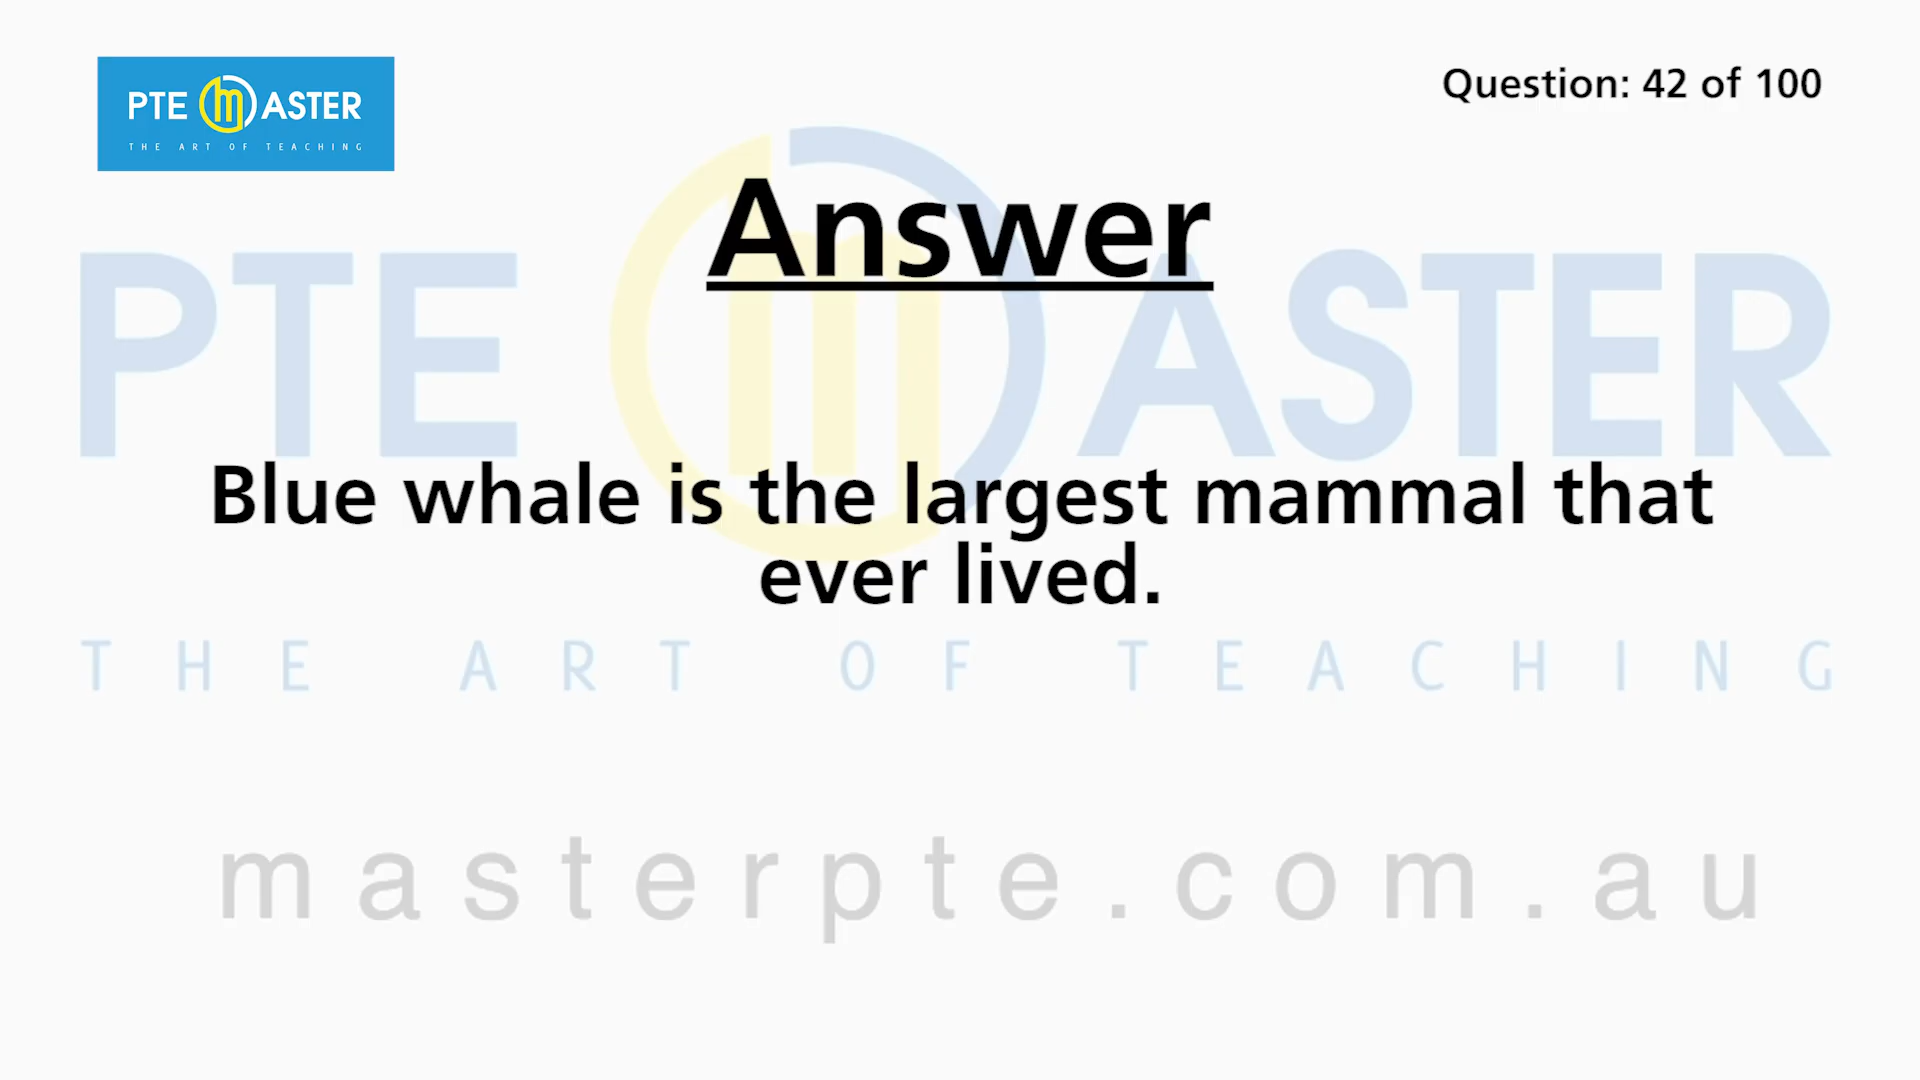 PTE MASTER
THE ART OF TEACHING
Question: 42 of 100
Answer
PTE MASTER
Blue whale is the largest mammal that
ever lived.
THE ART OF TEACHING
masterpte.com.au